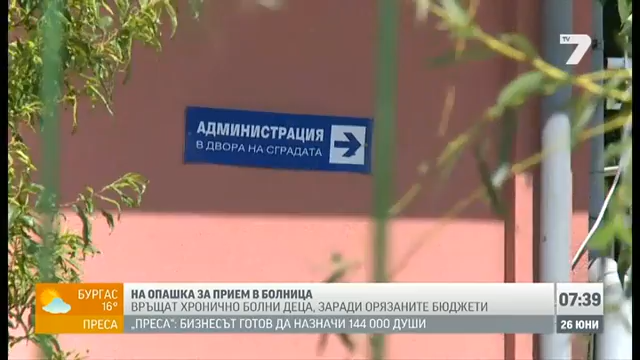 TV7
АДМИНИСТРАЦИЯ
В ДВОРА НА СГРАДАТА
БУРГАС
16°
ПРЕСА
НА ОПАШКА ЗА ПРИЕМ В БОЛНИЦА
ВРЪЩАТ ХРОНИЧНО БОЛНИ ДЕЦА, ЗАРАДИ ОРЯЗАНИТЕ БЮДЖЕТИ
„ПРЕСА": БИЗНЕСЪТ ГОТОВ ДА НАЗНАЧИ 144 000 ДУШИ
07:39
26 ЮНИ